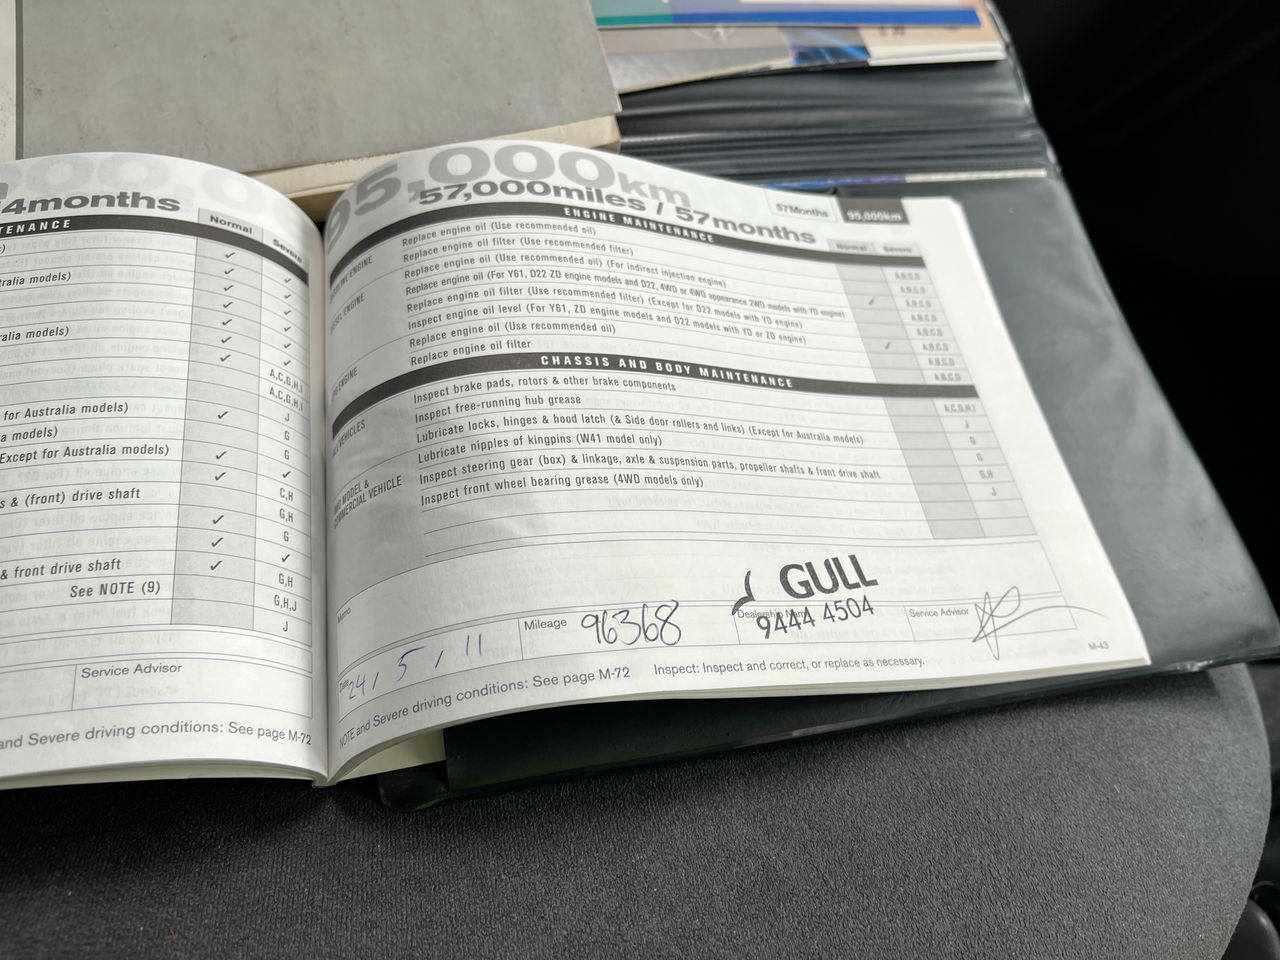 4months
TENANCE
Normal
Severe
ralia models)
ralia models)
A,C,G,H,I
A,C,G,H,I
for Australia models)
J
a models)
G
Except for Australia models)
G
s & (front) drive shaft
C,H
G,H
G
& front drive shaft
G,H
See NOTE (9)
G,H,J
J
Service Advisor
and Severe driving conditions: See page M-72
95,000km
57,000miles / 57months
57Months
95,000km
ENGINE MAINTENANCE
Normal
Severe
Replace engine oil (Use recommended oil)
A,B,C,D
Replace engine oil filter (Use recommended filter)
A,B,C,D
DIESEL ENGINE
Replace engine oil (Use recommended oil) (For indirect injection engine)
A,B,C,D
Replace engine oil (For Y61, D22 ZD engine models and D22, 4WD or 4WD appearance 2WD models with YD engine)
A,B,C,D
Replace engine oil filter (Use recommended filter) (Except for D22 models with YD engine)
A,B,C,D
Inspect engine oil level (For Y61, ZD engine models and D22 models with YD or ZD engine)
Replace engine oil (Use recommended oil)
A,B,C,D
Replace engine oil filter
A,B,C,D
CHASSIS AND BODY MAINTENANCE
ALL VEHICLES
Inspect brake pads, rotors & other brake components
A,C,G,H,I
Inspect free-running hub grease
J
Lubricate locks, hinges & hood latch (& Side door rollers and links) (Except for Australia models)
G
Lubricate nipples of kingpins (W41 model only)
G
4WD MODEL &
COMMERCIAL VEHICLE
Inspect steering gear (box) & linkage, axle & suspension parts, propeller shafts & front drive shaft
G,H
Inspect front wheel bearing grease (4WD models only)
J
Memo
Date 24 / 5 / 11
Mileage 96368
GULL
Dealership Name
9444 4504
Service Advisor
NOTE and Severe driving conditions: See page M-72
Inspect: Inspect and correct, or replace as necessary.
M-43